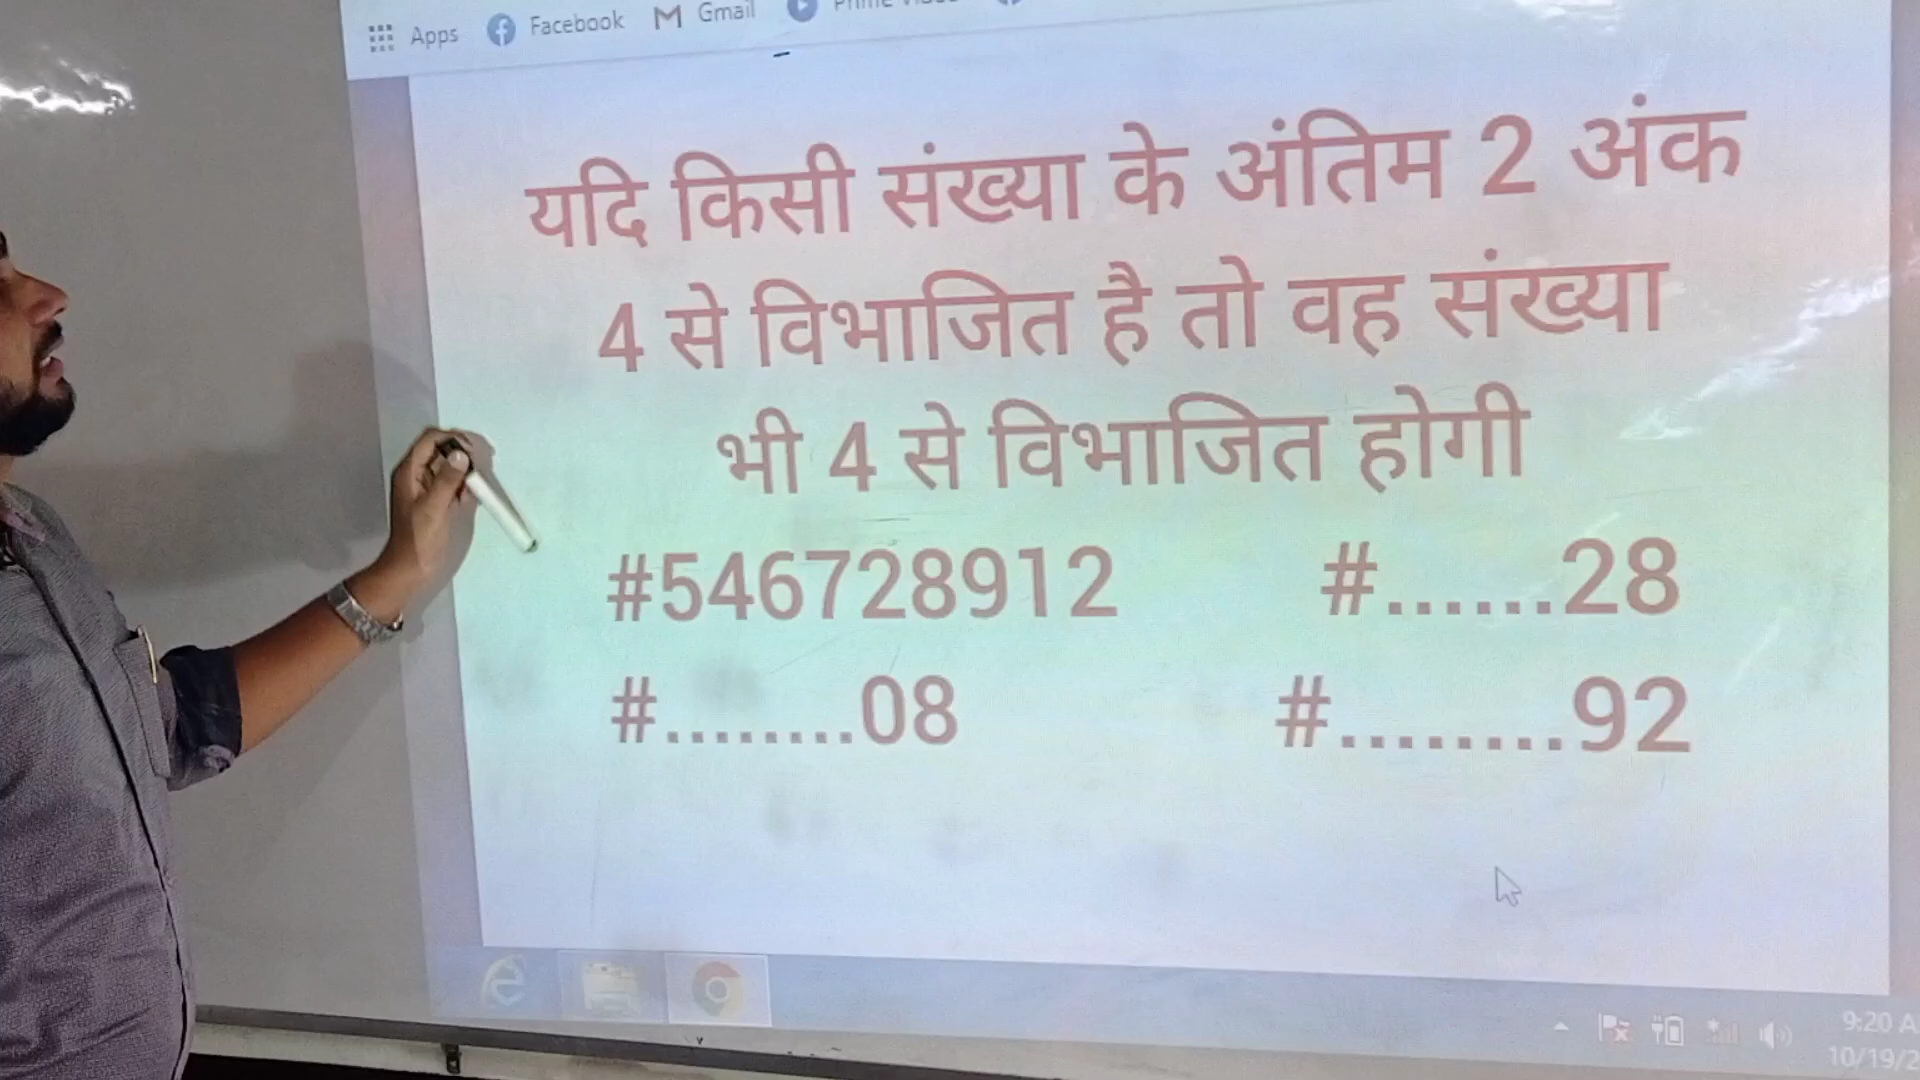 Apps Facebook Gmail
यदि किसी संख्या के अंतिम 2 अंक
4 से विभाजित है तो वह संख्या
भी 4 से विभाजित होगी
#546728912 #......28
#........08 #........92
9:20 A
10/19/2